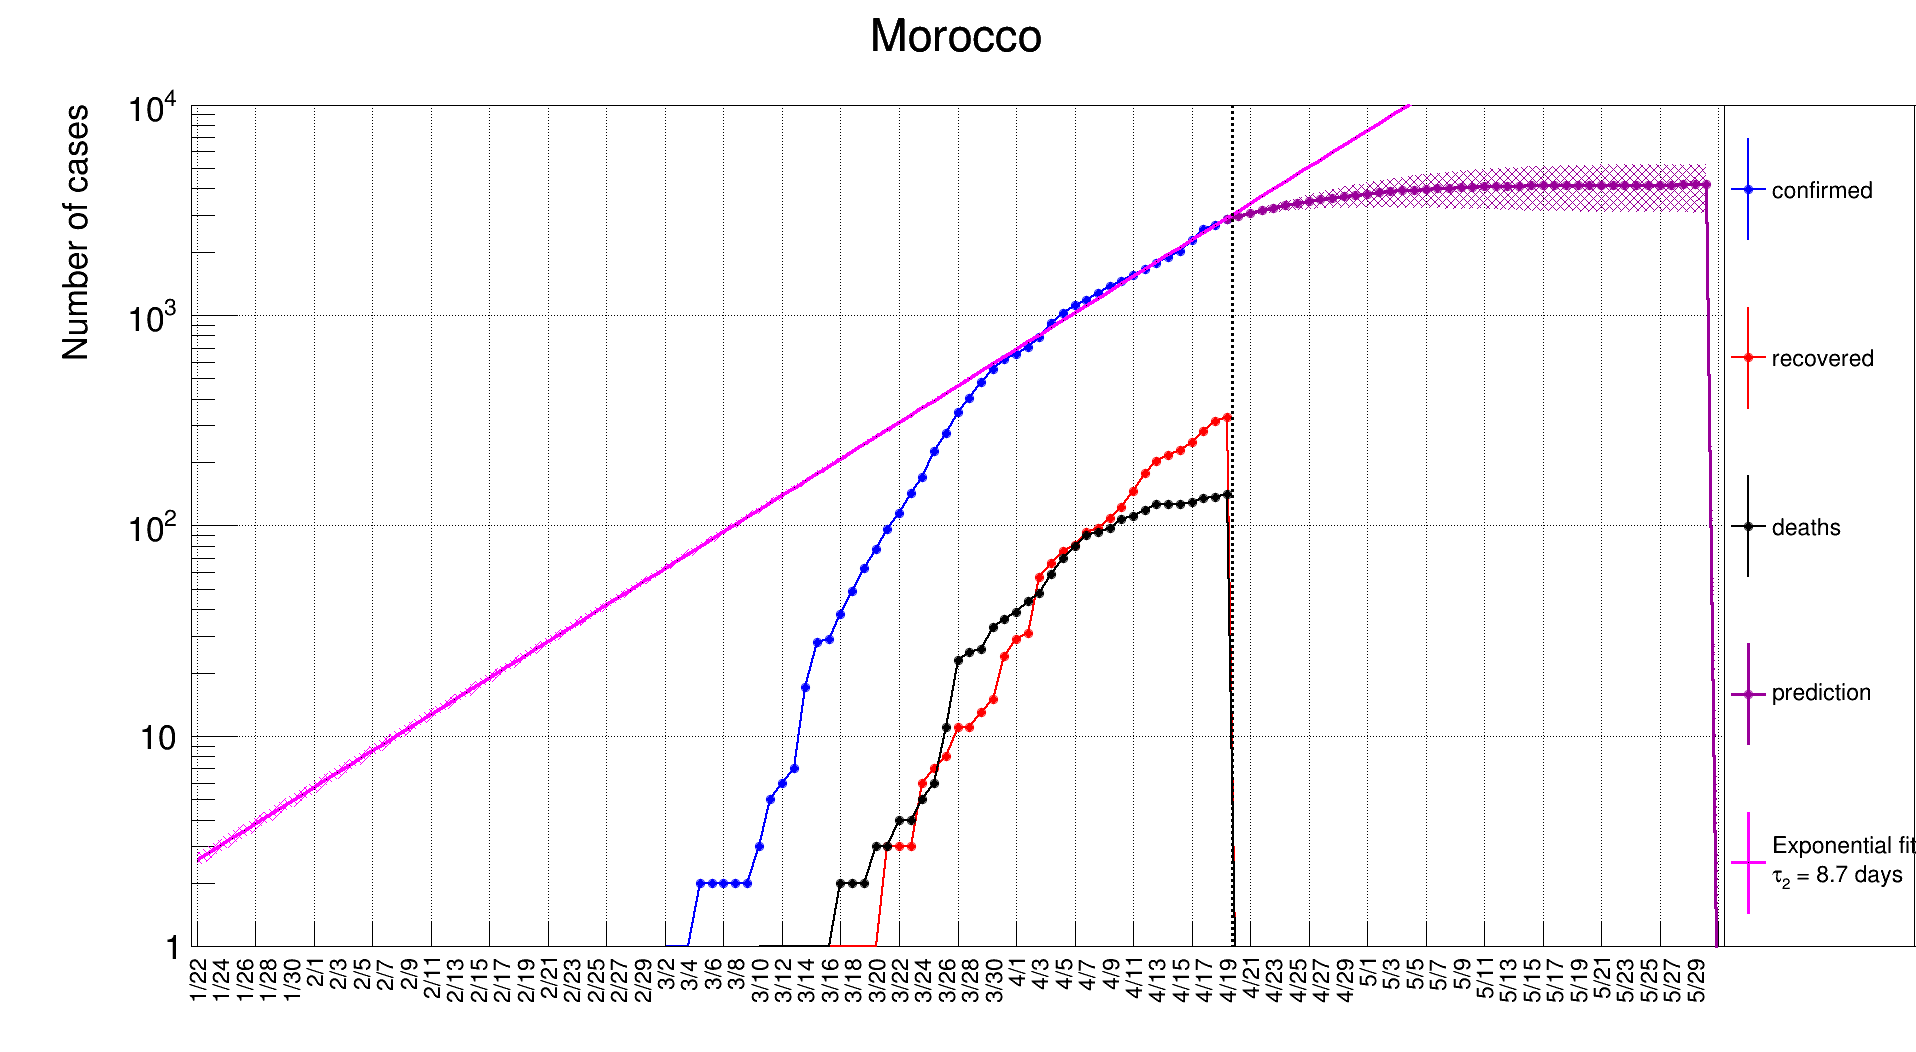 Morocco
Number of cases
10⁴
10³
10²
10
1
1/22 1/24 1/26 1/28 1/30 2/1 2/3 2/5 2/7 2/9 2/11 2/13 2/15 2/17 2/19 2/21 2/23 2/25 2/27 2/29 3/2 3/4 3/6 3/8 3/10 3/12 3/14 3/16 3/18 3/20 3/22 3/24 3/26 3/28 3/30 4/1 4/3 4/5 4/7 4/9 4/11 4/13 4/15 4/17 4/19 4/21 4/23 4/25 4/27 4/29 5/1 5/3 5/5 5/7 5/9 5/11 5/13 5/15 5/17 5/19 5/21 5/23 5/25 5/27 5/29
confirmed
recovered
deaths
prediction
Exponential fit
τ₂ = 8.7 days